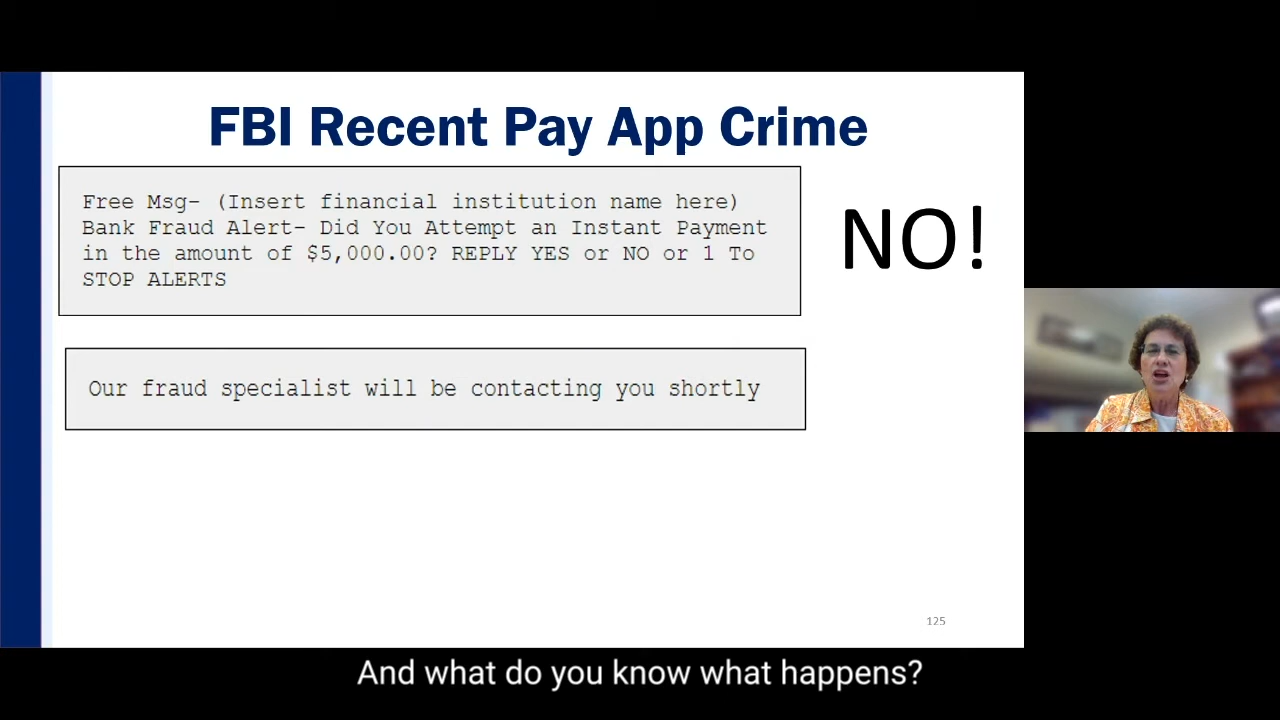 FBI Recent Pay App Crime
Free Msg- (Insert financial institution name here)
Bank Fraud Alert- Did You Attempt an Instant Payment
in the amount of $5,000.00? REPLY YES or NO or 1 To
STOP ALERTS
NO!
Our fraud specialist will be contacting you shortly
125
And what do you know what happens?